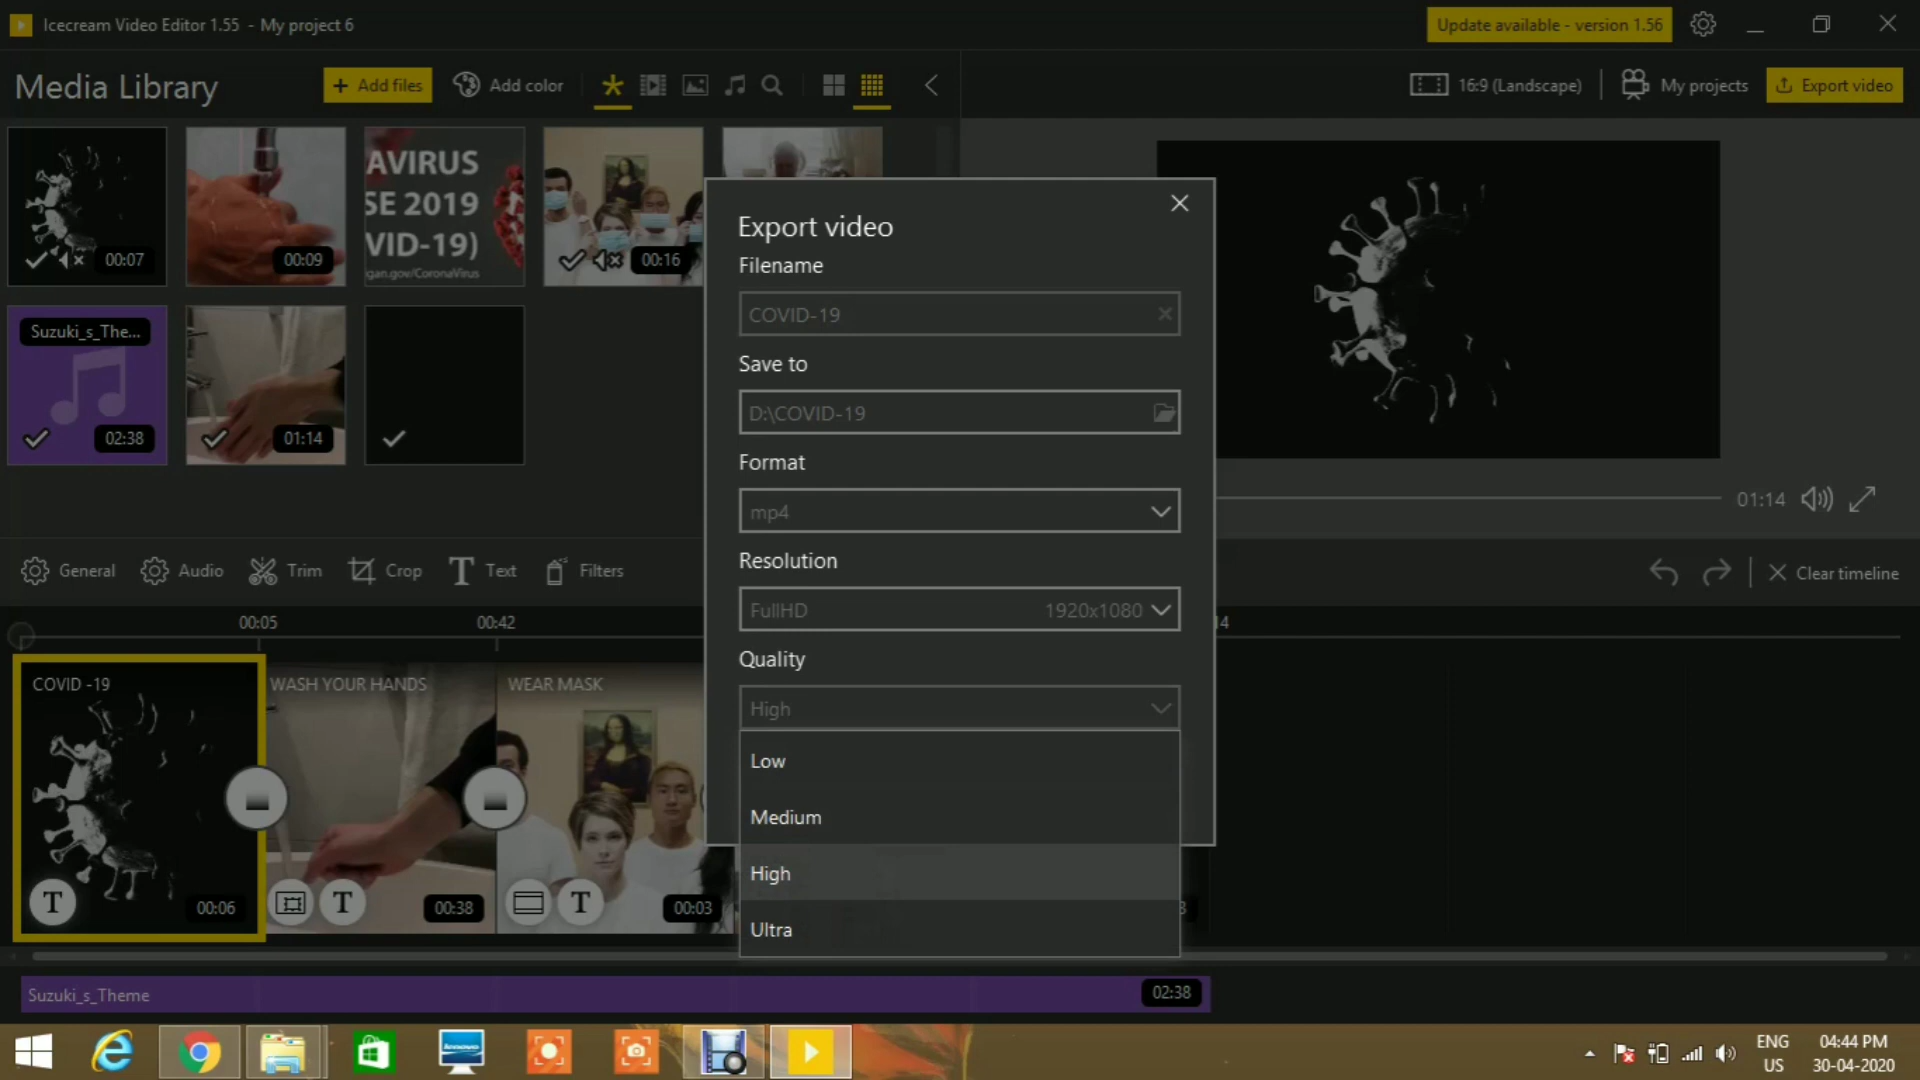 Icecream Video Editor 1.55 - My project 6
Update available - version 1.56
Media Library
+ Add files
Add color
16:9 (Landscape)
My projects
Export video
00:07
00:09
AVIRUS
SE 2019
VID-19)
gan.gov/CoronaVirus
00:16
Suzuki_s_The...
02:38
01:14
Export video
Filename
COVID-19
Save to
D:\COVID-19
Format
mp4
Resolution
FullHD 1920x1080
Quality
High
Low
Medium
High
Ultra
01:14
General
Audio
Trim
Crop
Text
Filters
Clear timeline
00:05
00:42
14
COVID -19
WASH YOUR HANDS
WEAR MASK
T
00:06
T
00:38
T
00:03
Suzuki_s_Theme
02:38
lenovo
ENG
US
04:44 PM
30-04-2020